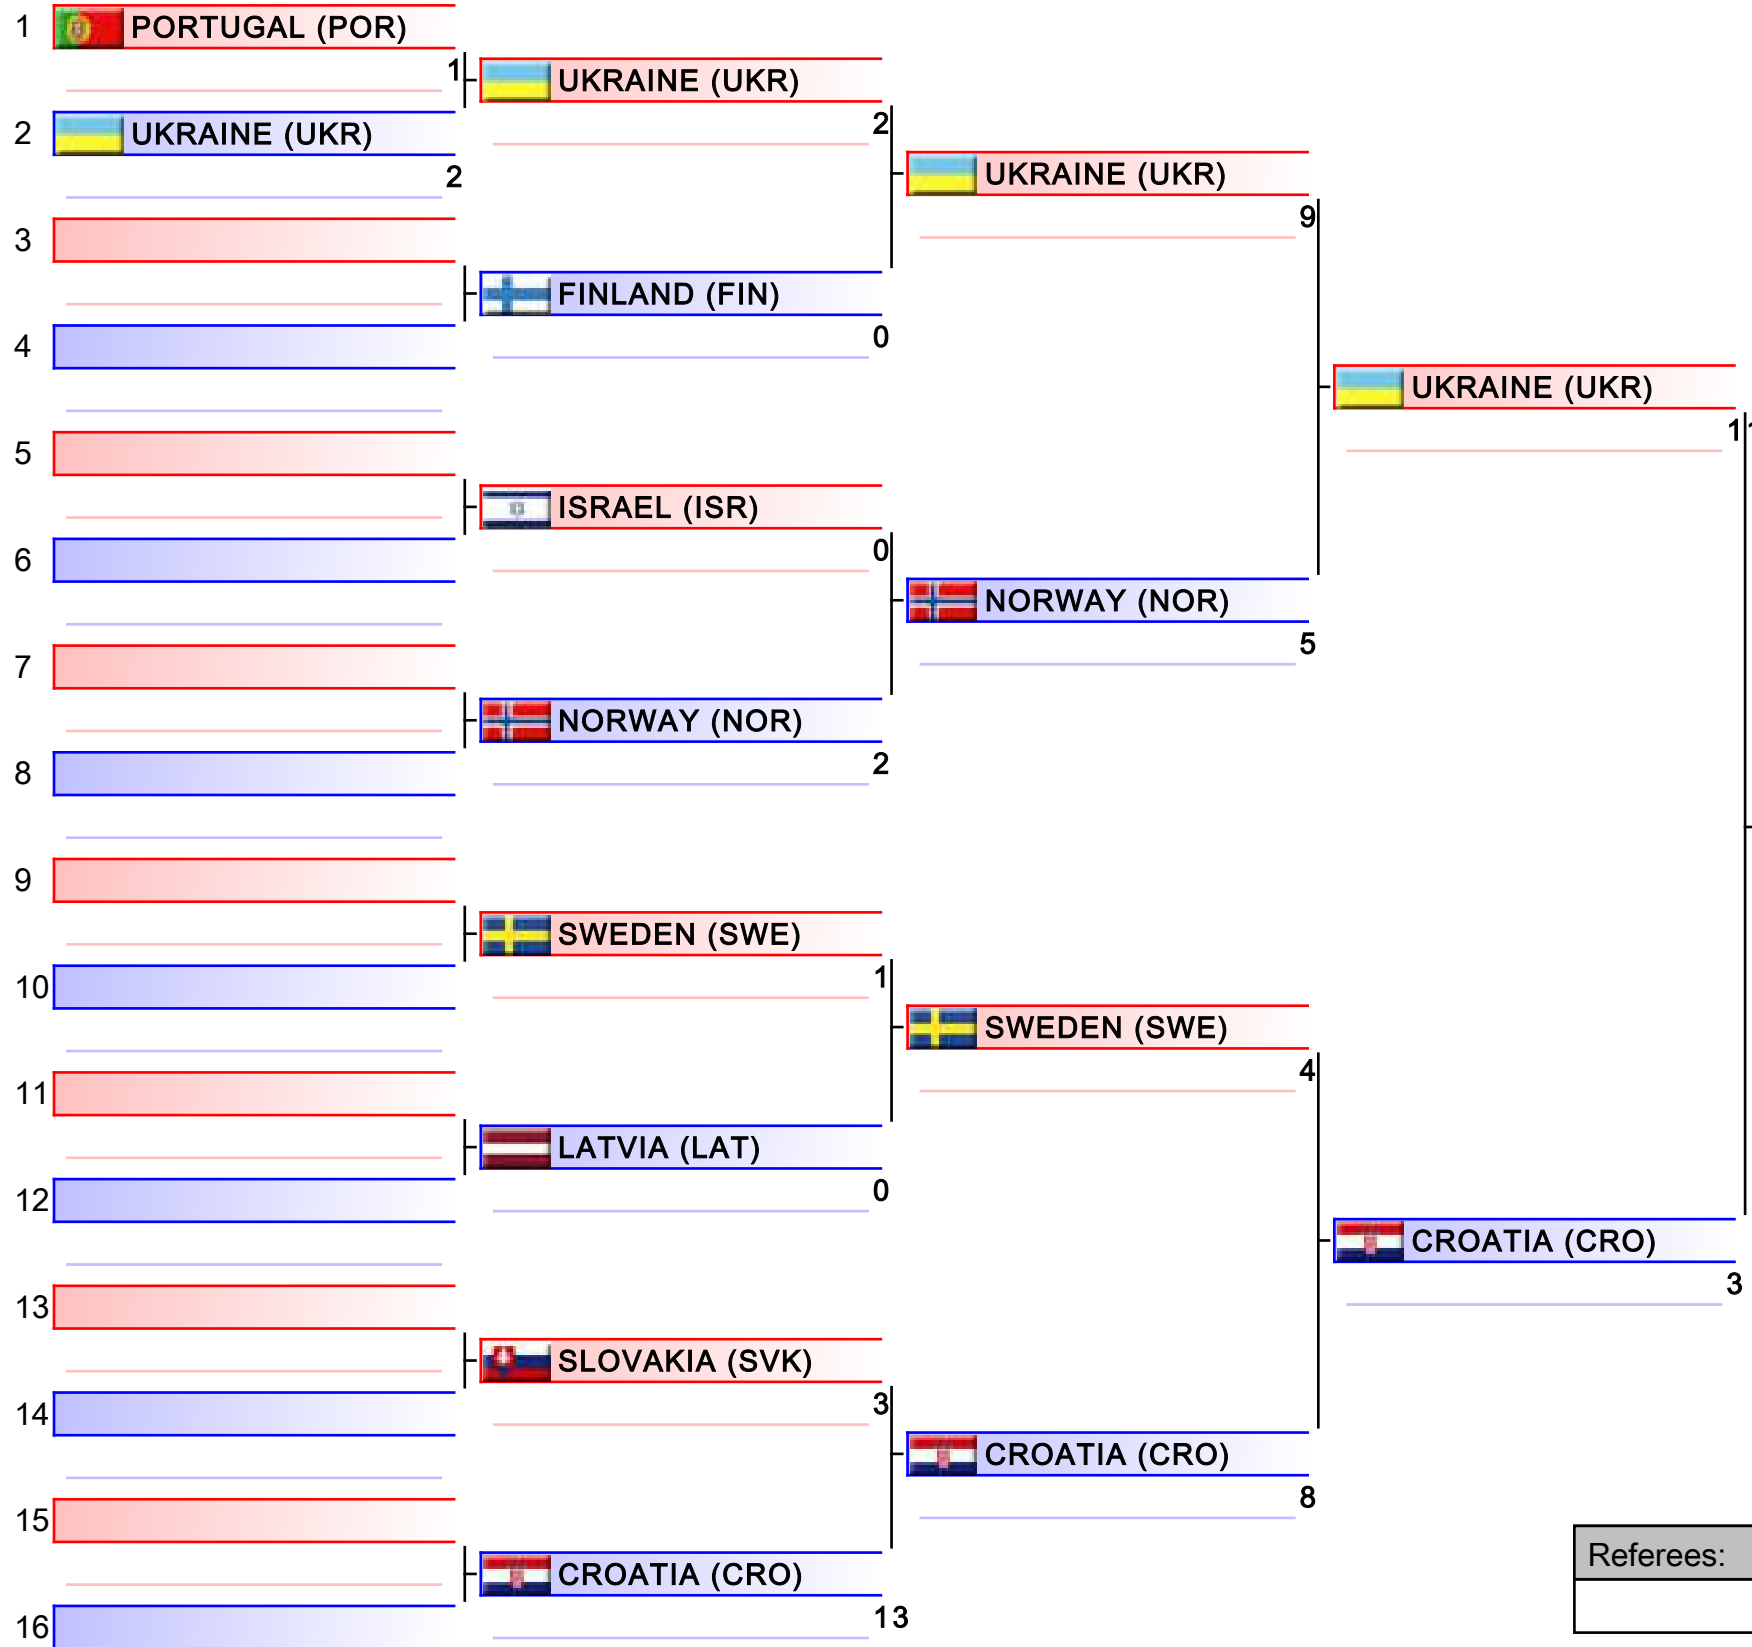 1 PORTUGAL (POR)
1 UKRAINE (UKR)
2 UKRAINE (UKR)
2
2
UKRAINE (UKR)
9
3
FINLAND (FIN)
0
4
UKRAINE (UKR)
5
ISRAEL (ISR)
0
6
NORWAY (NOR)
5
7
NORWAY (NOR)
2
8
9
SWEDEN (SWE)
1
10
SWEDEN (SWE)
4
11
LATVIA (LAT)
0
12
CROATIA (CRO)
3
13
SLOVAKIA (SVK)
3
14
CROATIA (CRO)
8
15
Referees:
CROATIA (CRO)
13
16